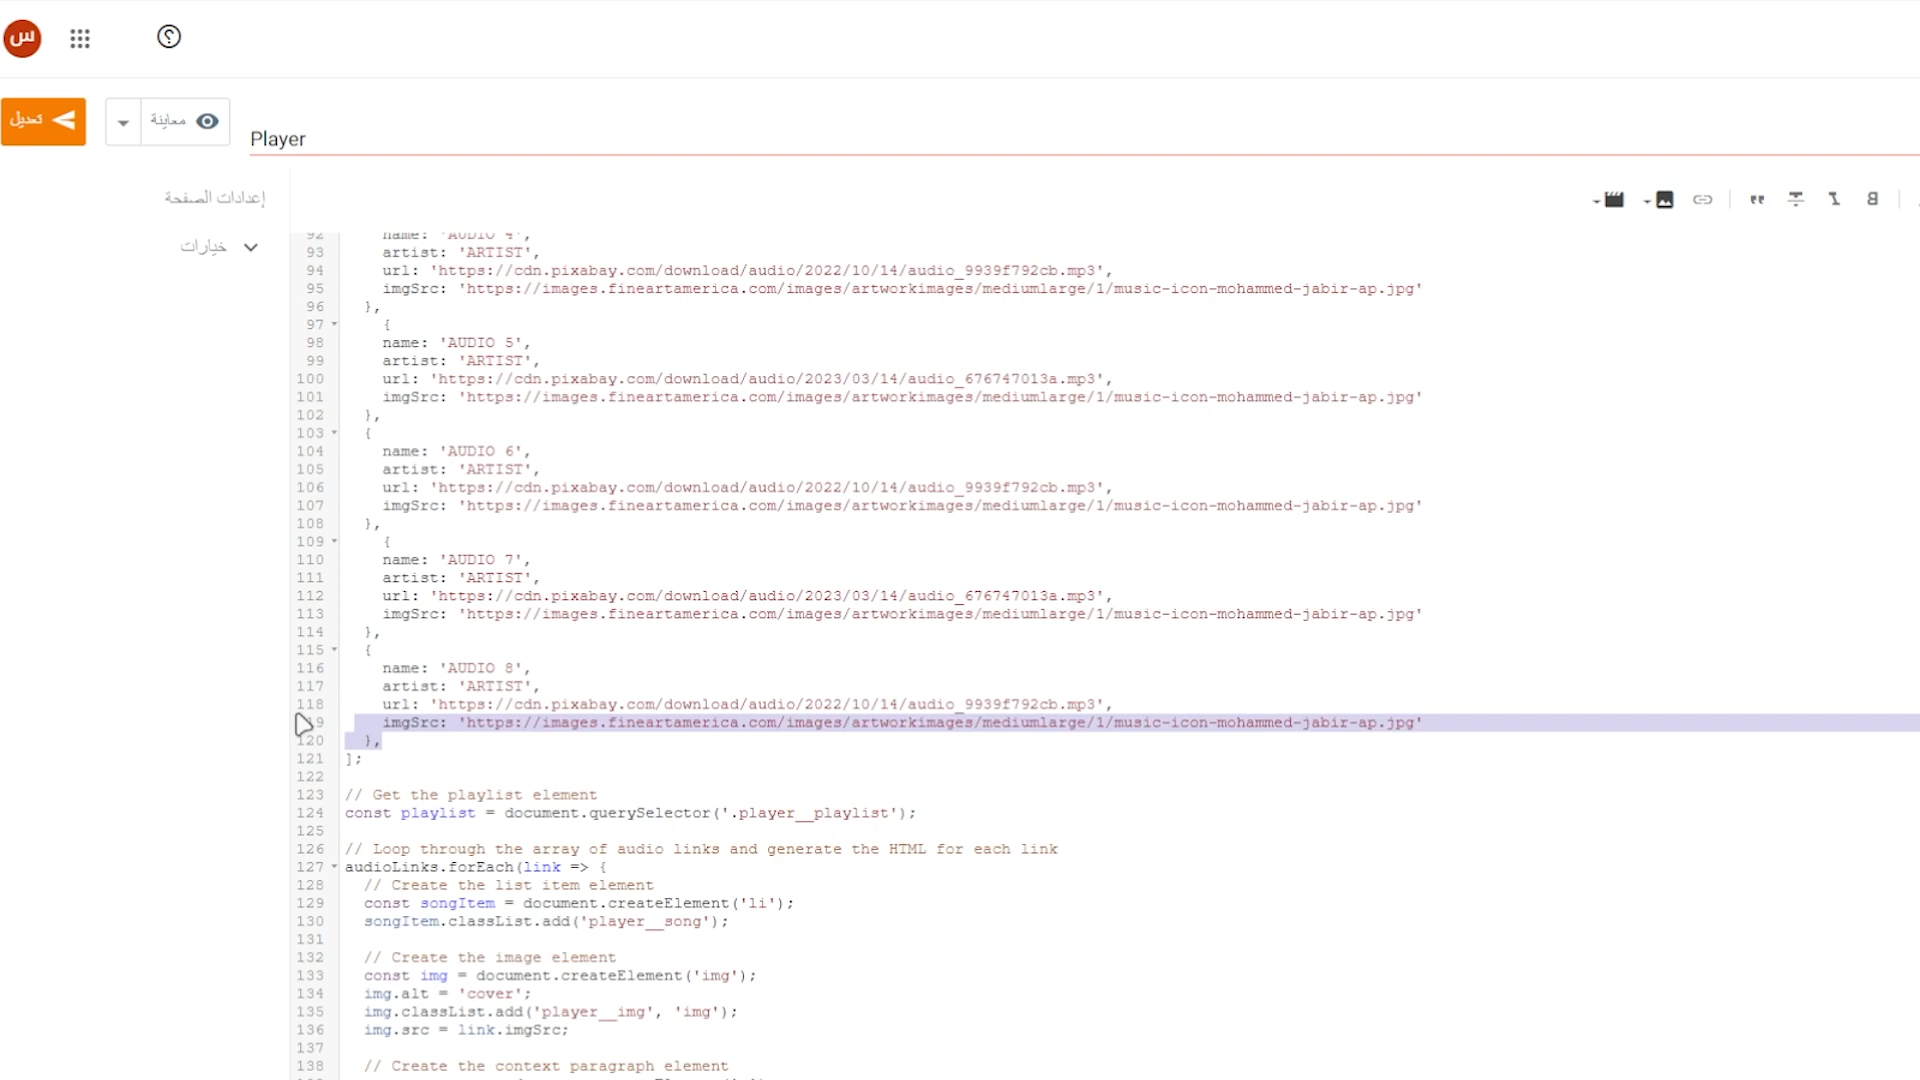 س
تعديل
معاينة
Player
إعدادات الصفحة
خيارات
92 name: 'AUDIO 4',
93 artist: 'ARTIST',
94 url: 'https://cdn.pixabay.com/download/audio/2022/10/14/audio_9939f792cb.mp3',
95 imgSrc: 'https://images.fineartamerica.com/images/artworkimages/mediumlarge/1/music-icon-mohammed-jabir-ap.jpg'
96 },
97 {
98 name: 'AUDIO 5',
99 artist: 'ARTIST',
100 url: 'https://cdn.pixabay.com/download/audio/2023/03/14/audio_676747013a.mp3',
101 imgSrc: 'https://images.fineartamerica.com/images/artworkimages/mediumlarge/1/music-icon-mohammed-jabir-ap.jpg'
102 },
103 {
104 name: 'AUDIO 6',
105 artist: 'ARTIST',
106 url: 'https://cdn.pixabay.com/download/audio/2022/10/14/audio_9939f792cb.mp3',
107 imgSrc: 'https://images.fineartamerica.com/images/artworkimages/mediumlarge/1/music-icon-mohammed-jabir-ap.jpg'
108 },
109 {
110 name: 'AUDIO 7',
111 artist: 'ARTIST',
112 url: 'https://cdn.pixabay.com/download/audio/2023/03/14/audio_676747013a.mp3',
113 imgSrc: 'https://images.fineartamerica.com/images/artworkimages/mediumlarge/1/music-icon-mohammed-jabir-ap.jpg'
114 },
115 {
116 name: 'AUDIO 8',
117 artist: 'ARTIST',
118 url: 'https://cdn.pixabay.com/download/audio/2022/10/14/audio_9939f792cb.mp3',
119 imgSrc: 'https://images.fineartamerica.com/images/artworkimages/mediumlarge/1/music-icon-mohammed-jabir-ap.jpg'
120 },
121 ];
122
123 // Get the playlist element
124 const playlist = document.querySelector('.player__playlist');
125
126 // Loop through the array of audio links and generate the HTML for each link
127 audioLinks.forEach(link => {
128 // Create the list item element
129 const songItem = document.createElement('li');
130 songItem.classList.add('player__song');
131
132 // Create the image element
133 const img = document.createElement('img');
134 img.alt = 'cover';
135 img.classList.add('player__img', 'img');
136 img.src = link.imgSrc;
137
138 // Create the context paragraph element